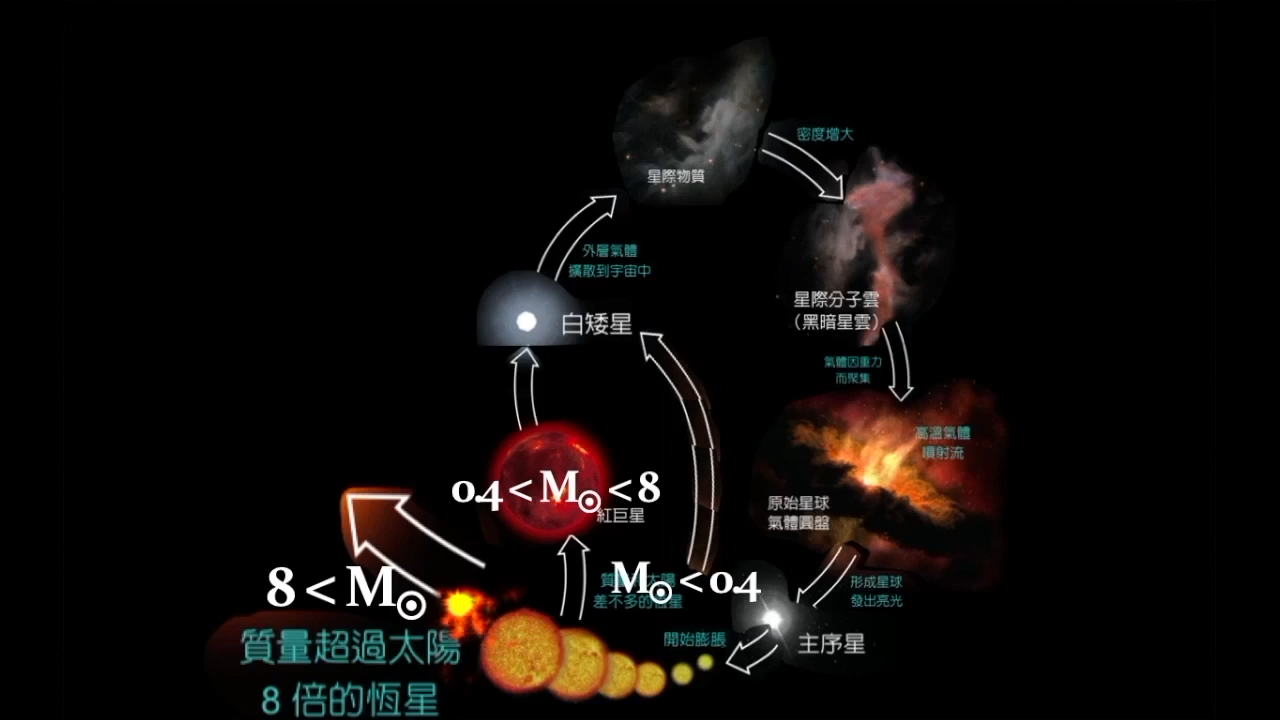 密度增大
星際物質
外層氣體
擴散到宇宙中
星際分子雲
（黑暗星雲）
白矮星
氣體因重力
而聚集
高溫氣體
噴射流
原始星球
氣體圓盤
0.4<M⊙<8
紅巨星
M⊙<0.4
差不多的恆星
形成星球
發出亮光
8<M⊙
開始膨脹
主序星
質量超過太陽
8 倍的恆星